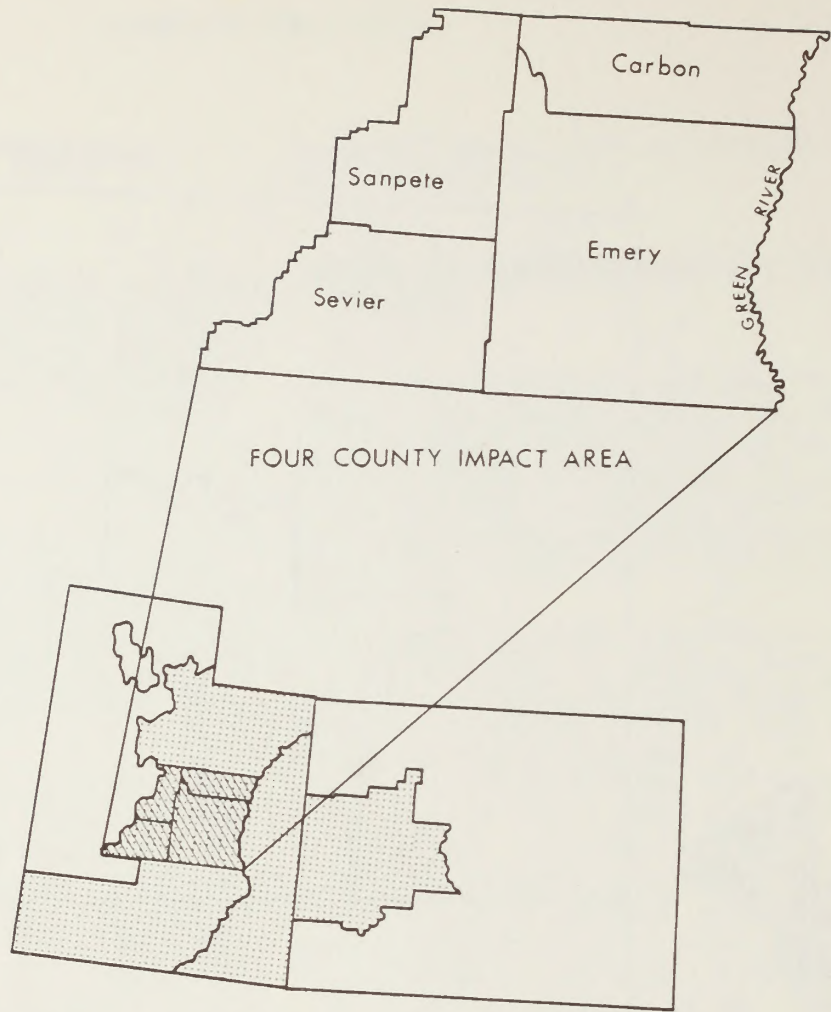 Carbon
Sanpete
GREEN RIVER
Emery
Sevier
FOUR COUNTY IMPACT AREA